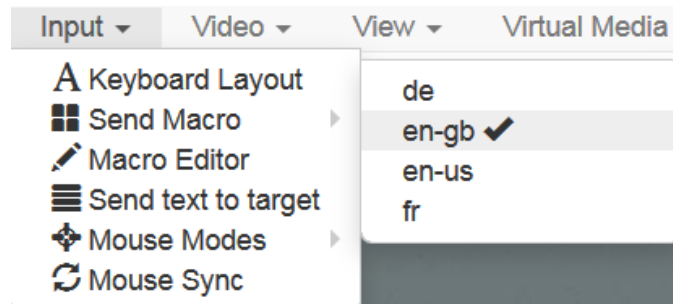 Input Video View Virtual Media
A Keyboard Layout
Send Macro
Macro Editor
Send text to target
Mouse Modes
Mouse Sync
de
en-gb
en-us
fr